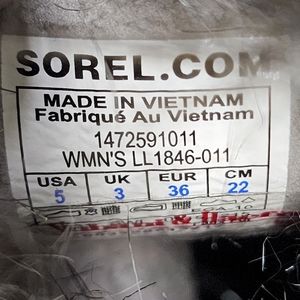 SOREL.COM
MADE IN VIETNAM
Fabriqué Au Vietnam
1472591011
WMN'S LL1846-011
USA UK EUR CM
5 3 36 22